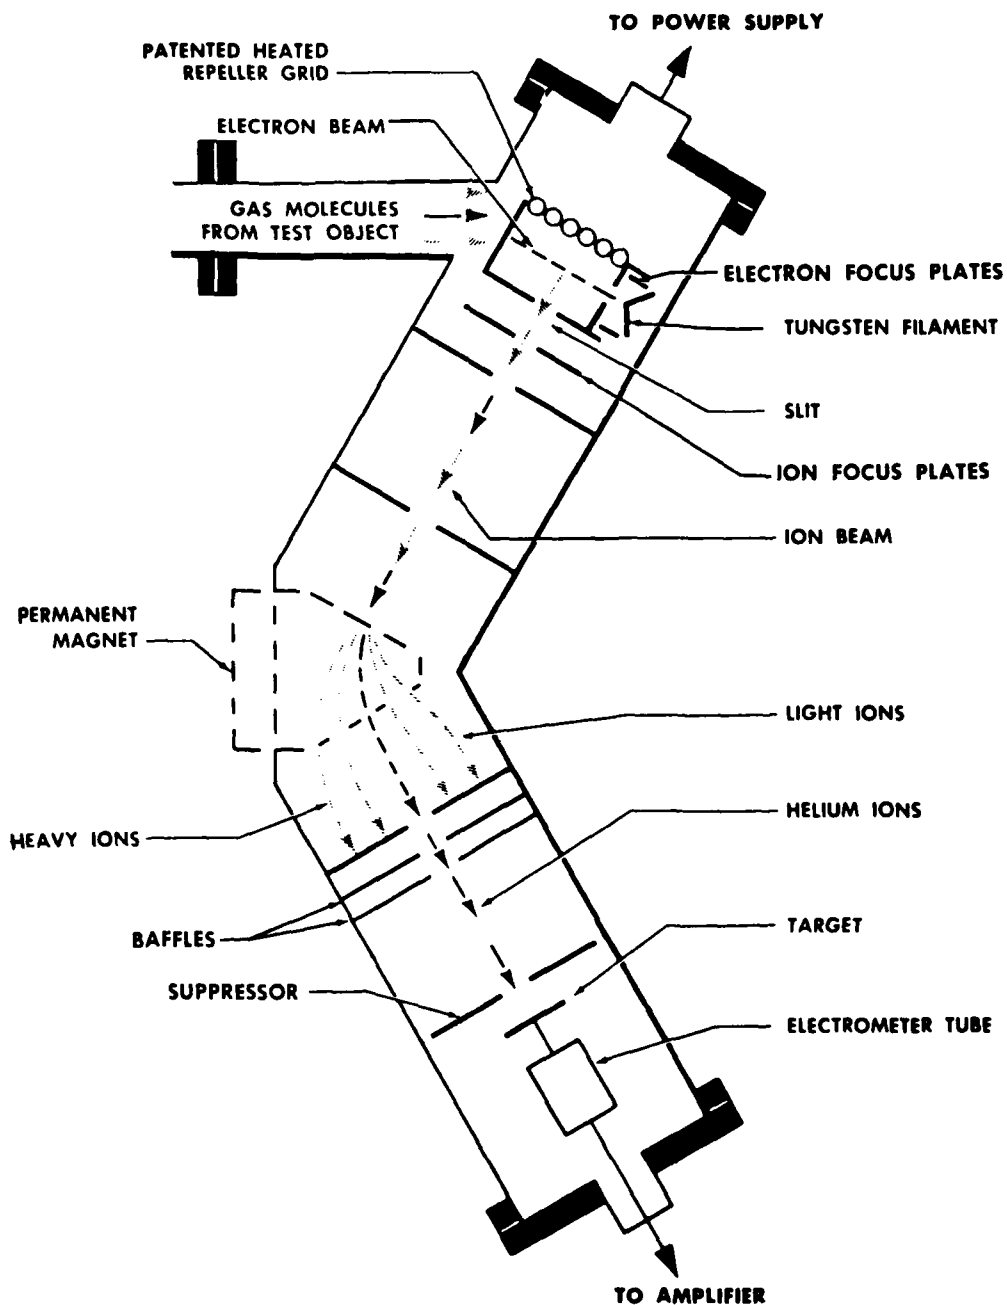 TO POWER SUPPLY
PATENTED HEATED
REPELLER GRID
ELECTRON BEAM
GAS MOLECULES
FROM TEST OBJECT
ELECTRON FOCUS PLATES
TUNGSTEN FILAMENT
SLIT
ION FOCUS PLATES
ION BEAM
PERMANENT
MAGNET
LIGHT IONS
HELIUM IONS
HEAVY IONS
BAFFLES
TARGET
SUPPRESSOR
ELECTROMETER TUBE
TO AMPLIFIER